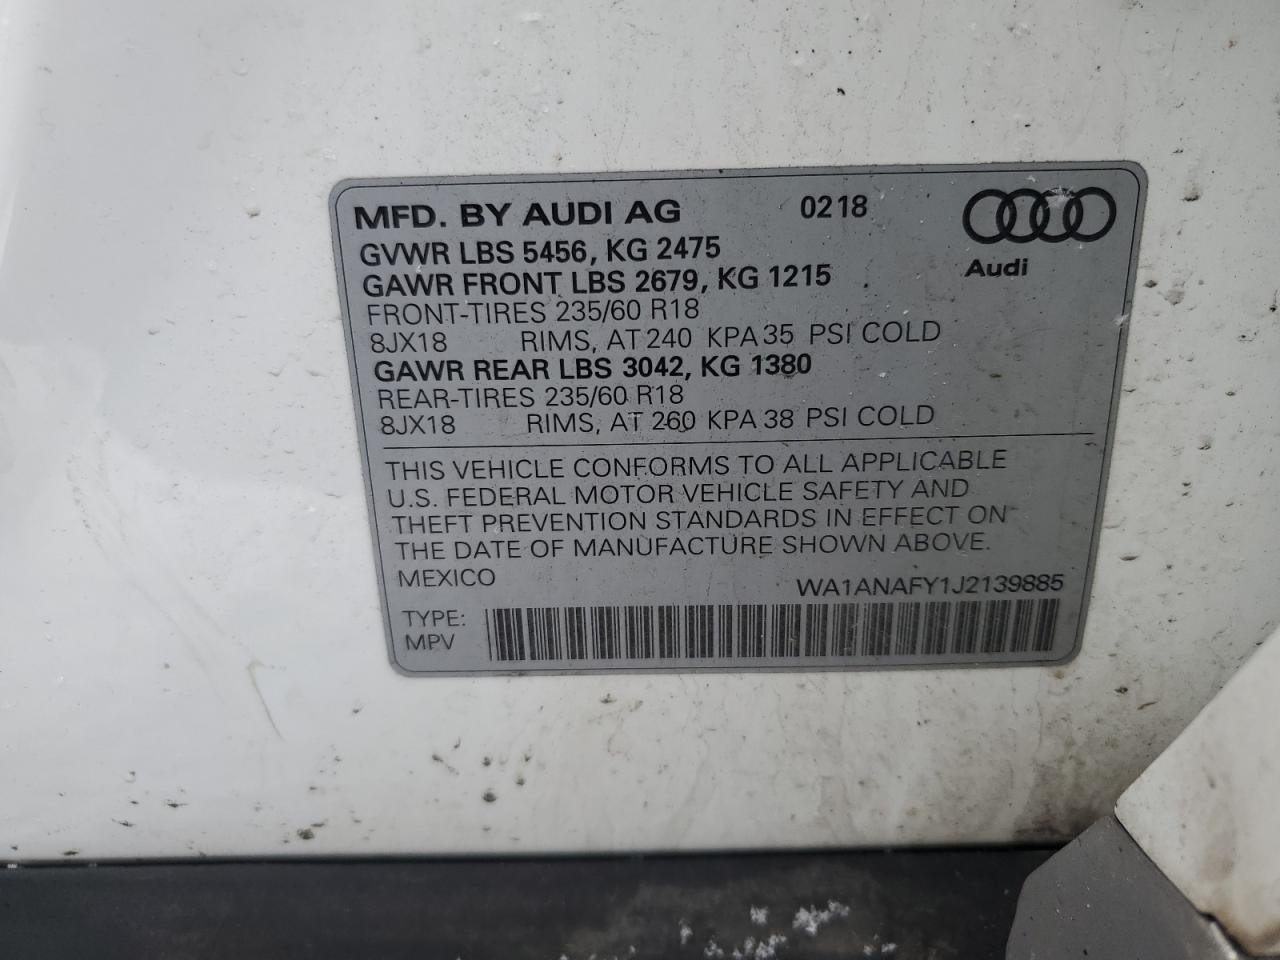 MFD. BY AUDI AG 0218
GVWR LBS 5456, KG 2475
Audi
GAWR FRONT LBS 2679, KG 1215
FRONT-TIRES 235/60 R18
8JX18 RIMS, AT 240 KPA 35 PSI COLD
GAWR REAR LBS 3042, KG 1380
REAR-TIRES 235/60 R18
8JX18 RIMS, AT 260 KPA 38 PSI COLD
THIS VEHICLE CONFORMS TO ALL APPLICABLE
U.S. FEDERAL MOTOR VEHICLE SAFETY AND
THEFT PREVENTION STANDARDS IN EFFECT ON
THE DATE OF MANUFACTURE SHOWN ABOVE.
MEXICO WA1ANAFY1J2139885
TYPE:
MPV